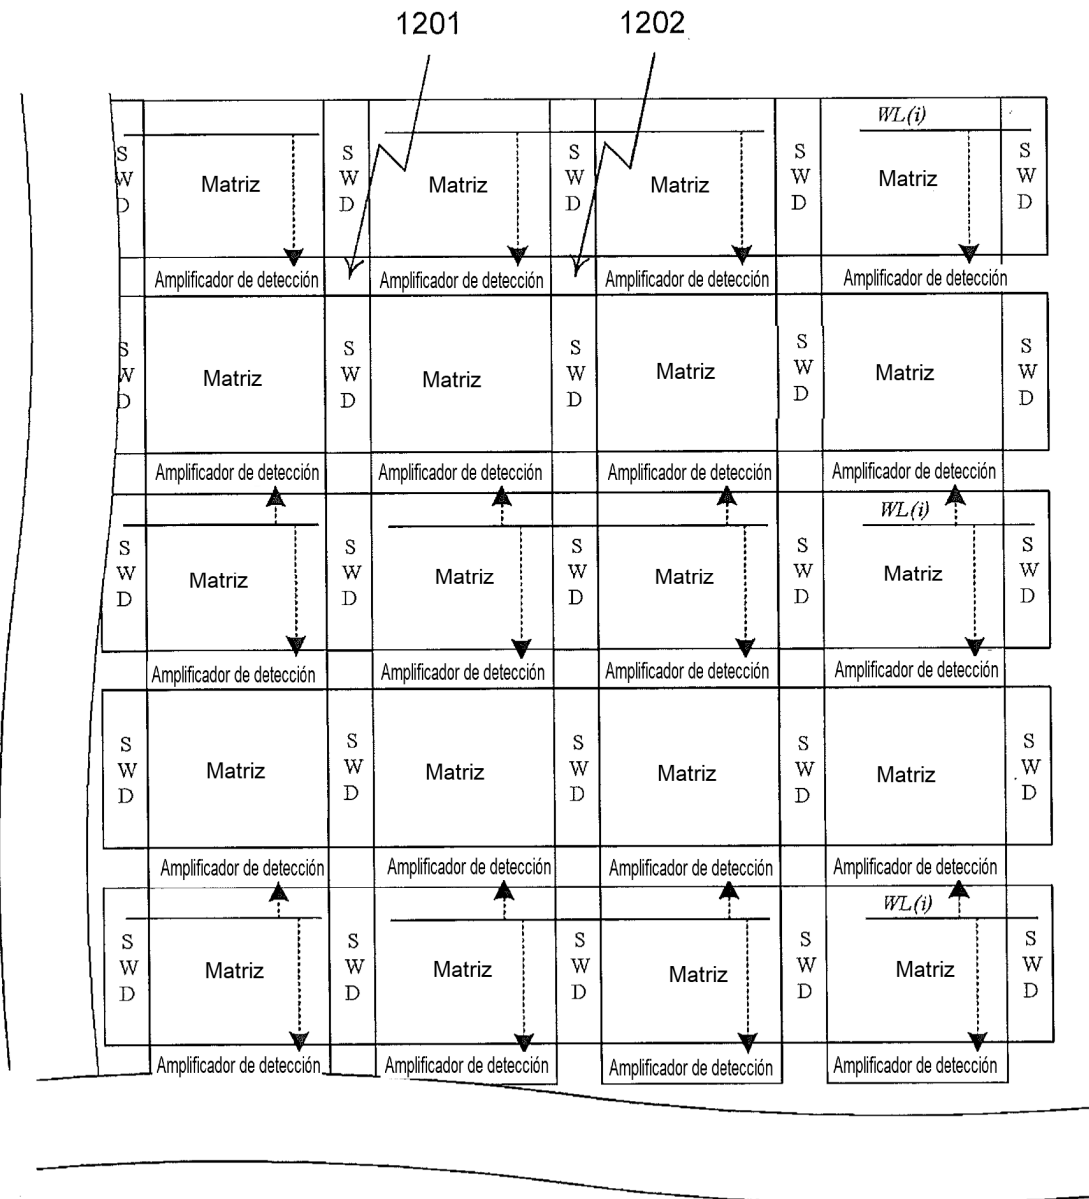 1201 1202
WL(i)
S W D Matriz S W D Matriz S W D Matriz S W D Matriz S W D
Amplificador de detección Amplificador de detección Amplificador de detección Amplificador de detección
S W D Matriz S W D Matriz S W D Matriz S W D Matriz S W D
Amplificador de detección Amplificador de detección Amplificador de detección Amplificador de detección
WL(i)
S W D Matriz S W D Matriz S W D Matriz S W D Matriz S W D
Amplificador de detección Amplificador de detección Amplificador de detección Amplificador de detección
S W D Matriz S W D Matriz S W D Matriz S W D Matriz S W D
Amplificador de detección Amplificador de detección Amplificador de detección Amplificador de detección
WL(i)
S W D Matriz S W D Matriz S W D Matriz S W D Matriz S W D
Amplificador de detección Amplificador de detección Amplificador de detección Amplificador de detección